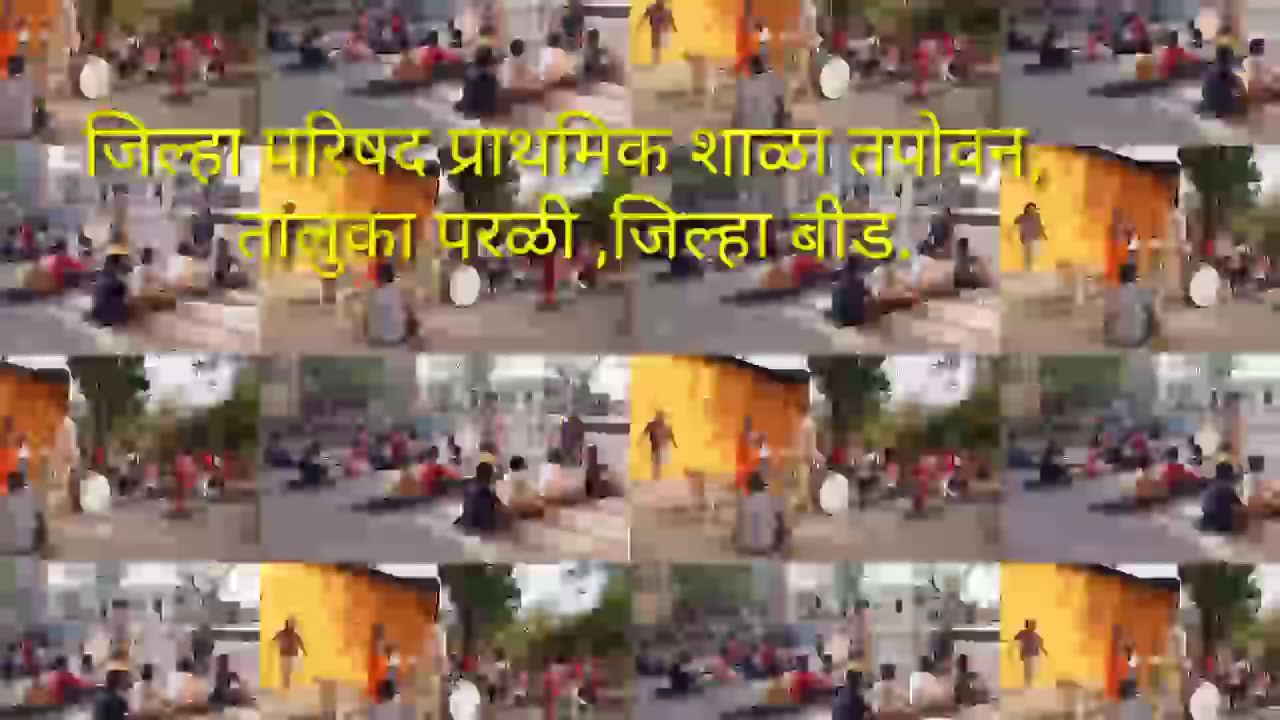 जिल्हा परिषद प्राथमिक शाळा तपोवन,
तालुका परळी ,जिल्हा बीड.